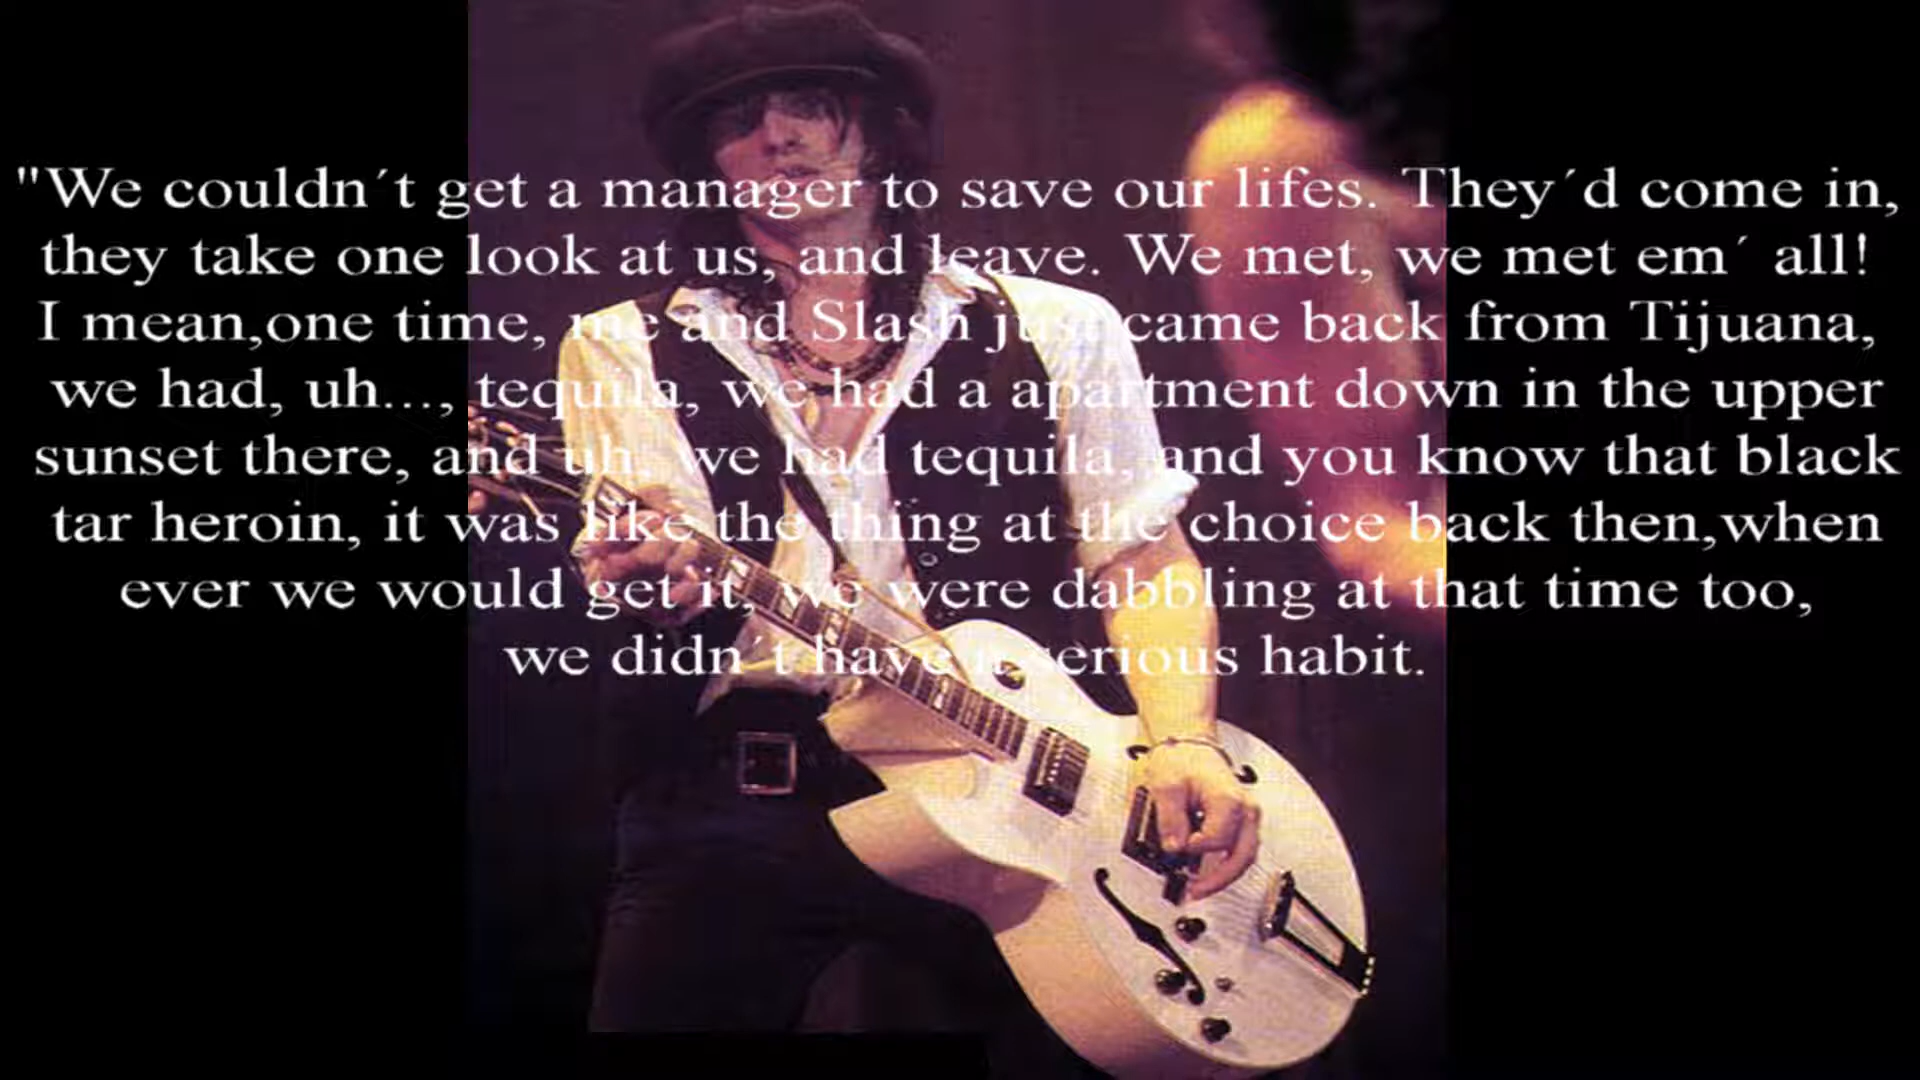 "We couldn´t get a manager to save our lifes. They´d come in,
they take one look at us, and leave. We met, we met em´ all!
I mean,one time, me and Slash just came back from Tijuana,
we had, uh..., tequila, we had a apartment down in the upper
sunset there, and uh, we had tequila, and you know that black
tar heroin, it was like the thing at the choice back then,when
ever we would get it, we were dabbling at that time too,
we didn´t have a serious habit.